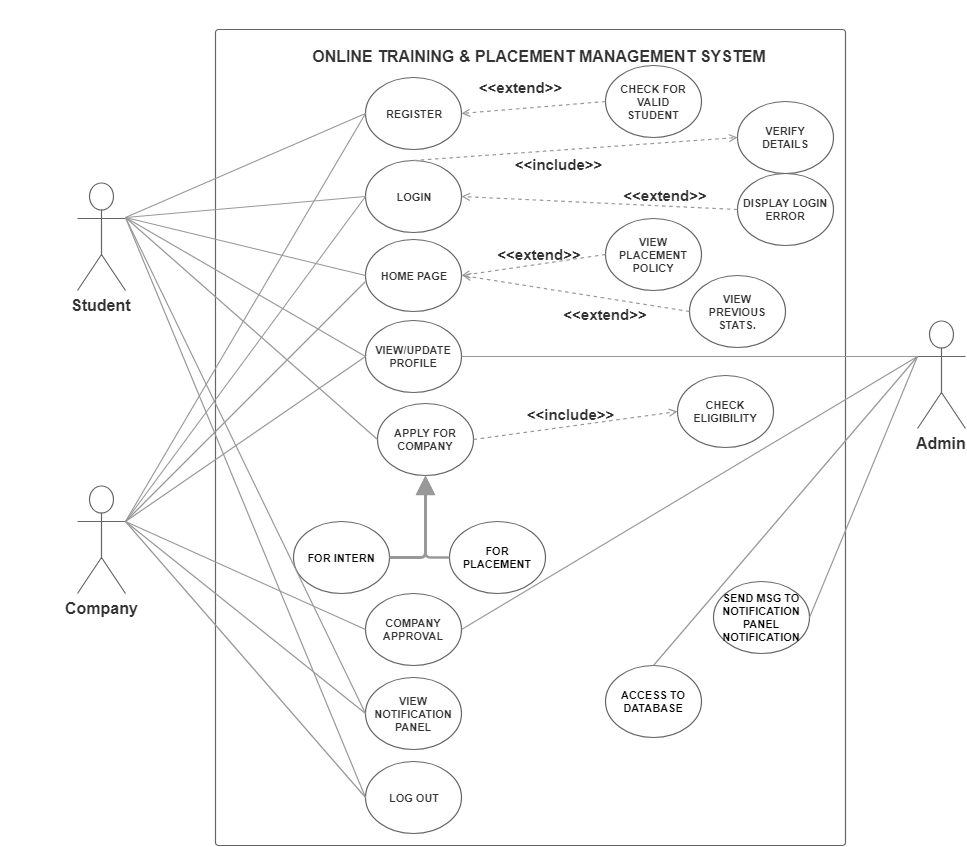 ONLINE TRAINING & PLACEMENT MANAGEMENT SYSTEM
<<extend>>
CHECK FOR
VALID
STUDENT
REGISTER
VERIFY
DETAILS
<<include>>
LOGIN
<<extend>>
DISPLAY LOGIN
ERROR
VIEW
PLACEMENT
POLICY
<<extend>>
HOME PAGE
VIEW
PREVIOUS
STATS.
<<extend>>
Student
VIEW/UPDATE
PROFILE
CHECK
ELIGIBILITY
<<include>>
APPLY FOR
COMPANY
Admin
FOR INTERN
FOR
PLACEMENT
Company
SEND MSG TO
NOTIFICATION
PANEL
NOTIFICATION
COMPANY
APPROVAL
ACCESS TO
DATABASE
VIEW
NOTIFICATION
PANEL
LOG OUT